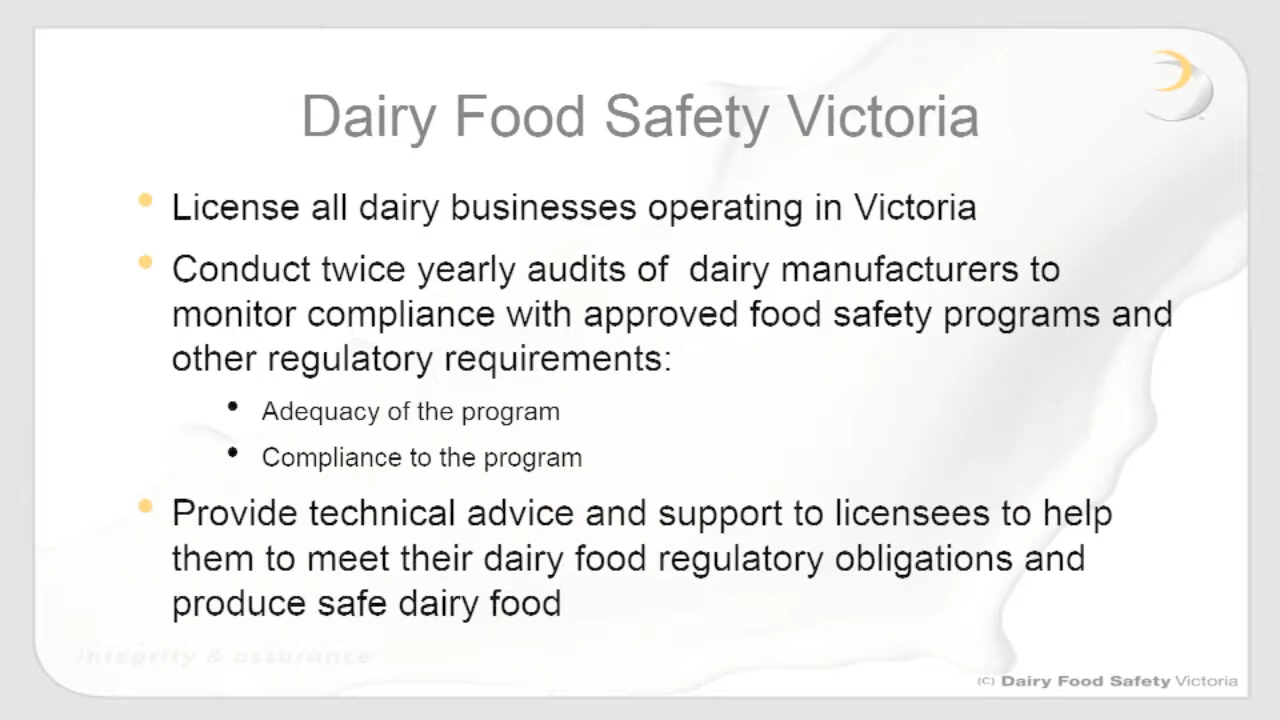 Dairy Food Safety Victoria
• License all dairy businesses operating in Victoria
• Conduct twice yearly audits of  dairy manufacturers to
monitor compliance with approved food safety programs and
other regulatory requirements:
• Adequacy of the program
• Compliance to the program
• Provide technical advice and support to licensees to help
them to meet their dairy food regulatory obligations and
produce safe dairy food
integrity & assurance
(C) Dairy Food Safety Victoria